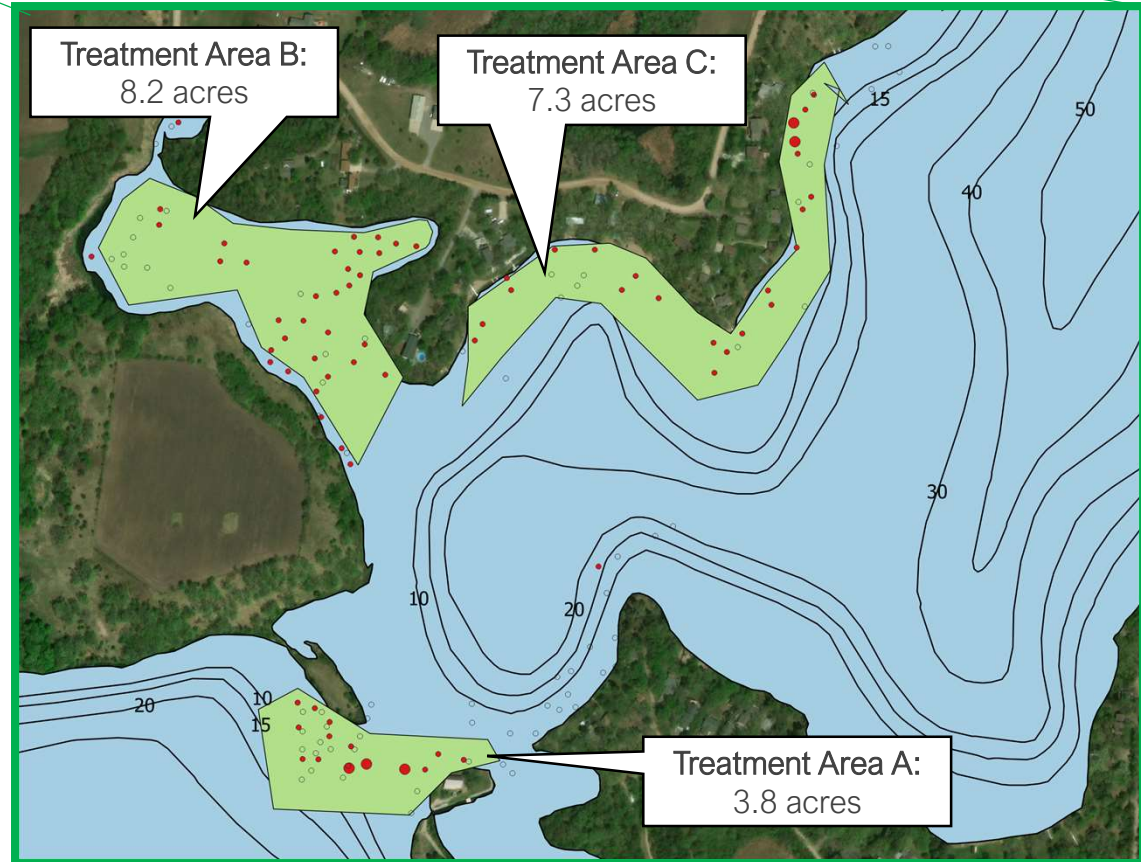 Treatment Area B:
8.2 acres
Treatment Area C:
7.3 acres
15
50
40
30
10
20
10
20
15
Treatment Area A:
3.8 acres